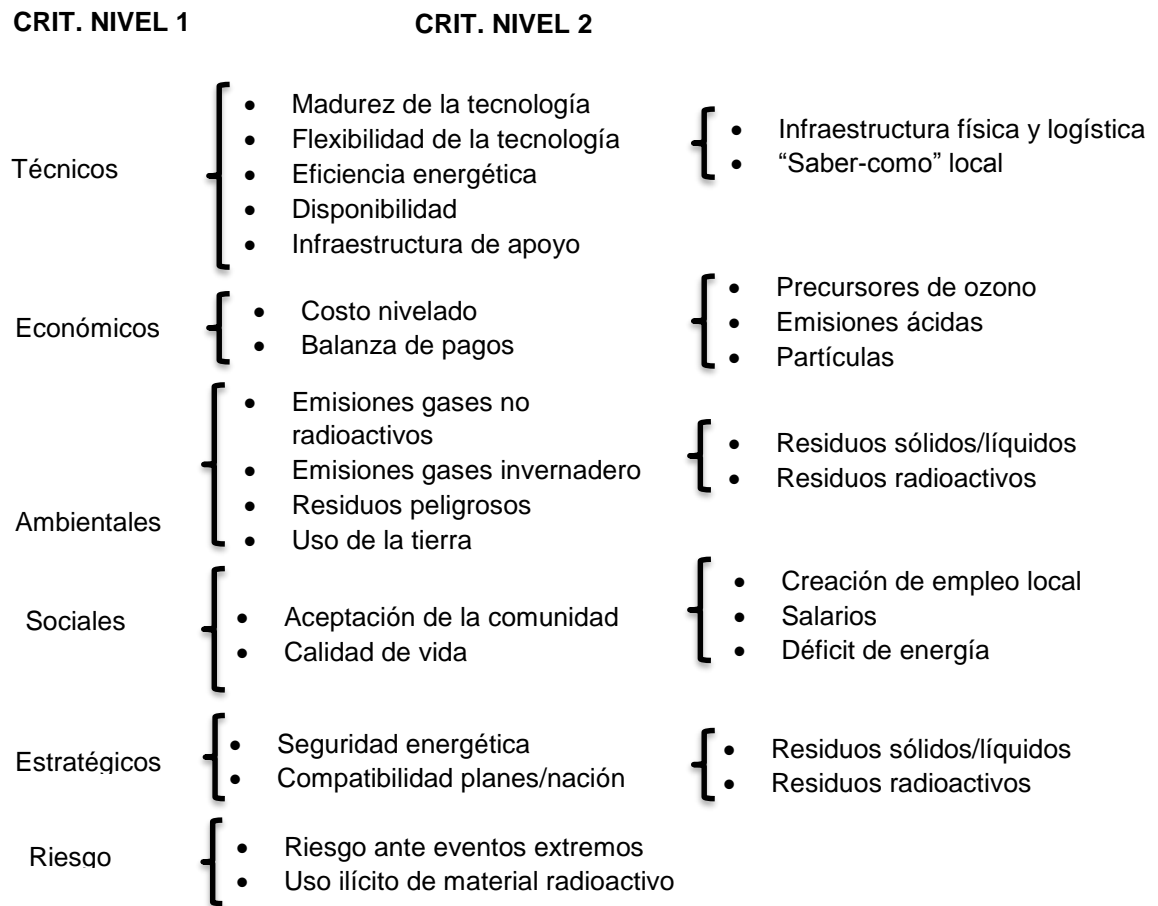 CRIT. NIVEL 1
CRIT. NIVEL 2
Técnicos
• Madurez de la tecnología
• Flexibilidad de la tecnología
• Eficiencia energética
• Disponibilidad
• Infraestructura de apoyo
• Infraestructura física y logística
• “Saber-como” local
Económicos
• Costo nivelado
• Balanza de pagos
• Precursores de ozono
• Emisiones ácidas
• Partículas
Ambientales
• Emisiones gases no
radioactivos
• Emisiones gases invernadero
• Residuos peligrosos
• Uso de la tierra
• Residuos sólidos/líquidos
• Residuos radioactivos
Sociales
• Aceptación de la comunidad
• Calidad de vida
• Creación de empleo local
• Salarios
• Déficit de energía
Estratégicos
• Seguridad energética
• Compatibilidad planes/nación
• Residuos sólidos/líquidos
• Residuos radioactivos
Riesgo
• Riesgo ante eventos extremos
• Uso ilícito de material radioactivo